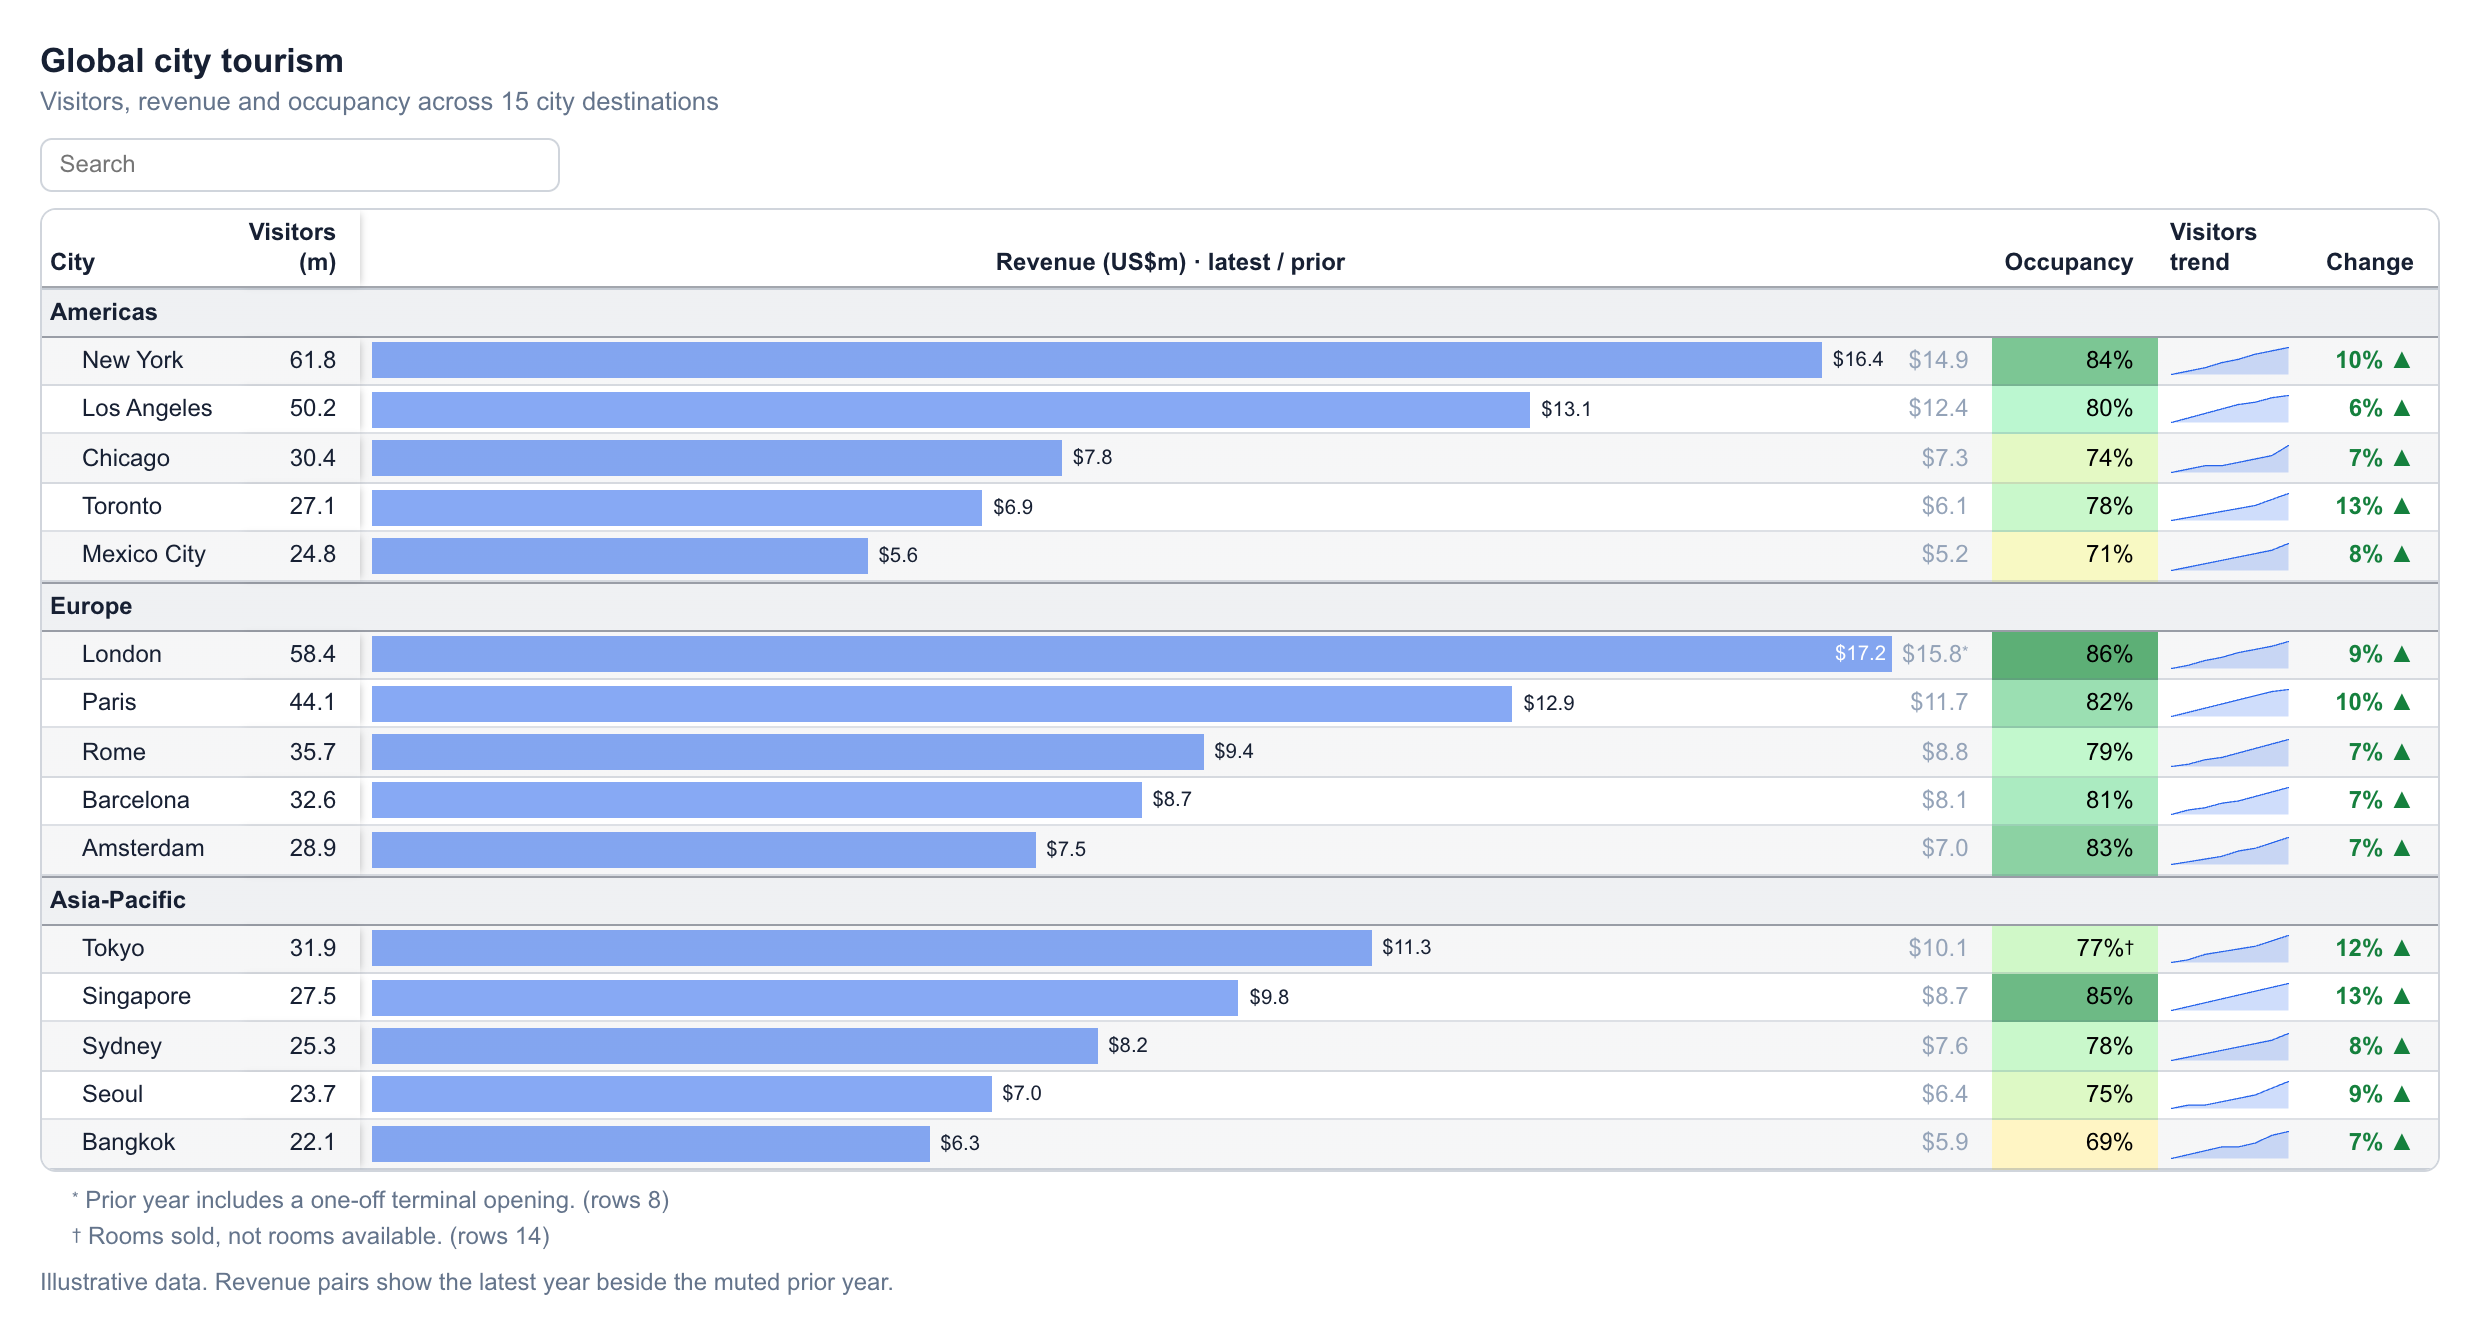 Global city tourism
Visitors, revenue and occupancy across 15 city destinations
Search
City Visitors (m) Revenue (US$m) · latest / prior Occupancy Visitors trend Change
Americas
New York 61.8 $16.4 $14.9 84% 10% ▲
Los Angeles 50.2 $13.1 $12.4 80% 6% ▲
Chicago 30.4 $7.8 $7.3 74% 7% ▲
Toronto 27.1 $6.9 $6.1 78% 13% ▲
Mexico City 24.8 $5.6 $5.2 71% 8% ▲
Europe
London 58.4 $17.2 $15.8* 86% 9% ▲
Paris 44.1 $12.9 $11.7 82% 10% ▲
Rome 35.7 $9.4 $8.8 79% 7% ▲
Barcelona 32.6 $8.7 $8.1 81% 7% ▲
Amsterdam 28.9 $7.5 $7.0 83% 7% ▲
Asia-Pacific
Tokyo 31.9 $11.3 $10.1 77%† 12% ▲
Singapore 27.5 $9.8 $8.7 85% 13% ▲
Sydney 25.3 $8.2 $7.6 78% 8% ▲
Seoul 23.7 $7.0 $6.4 75% 9% ▲
Bangkok 22.1 $6.3 $5.9 69% 7% ▲
* Prior year includes a one-off terminal opening. (rows 8)
† Rooms sold, not rooms available. (rows 14)
Illustrative data. Revenue pairs show the latest year beside the muted prior year.